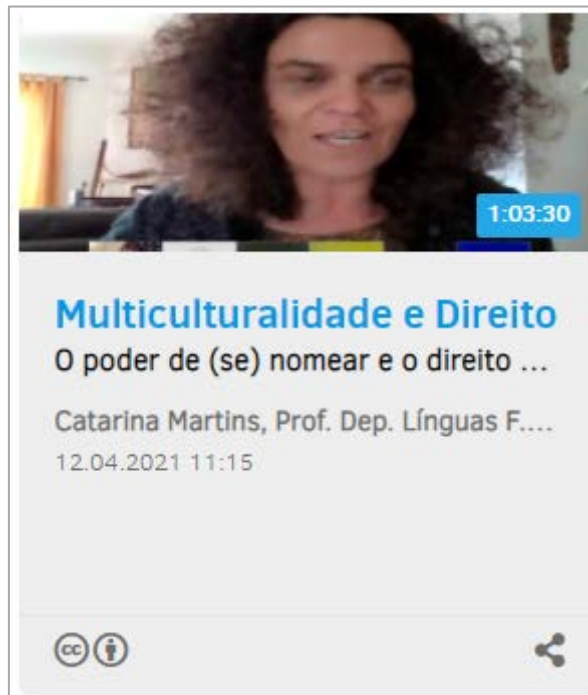 1:03:30
Multiculturalidade e Direito
O poder de (se) nomear e o direito ...
Catarina Martins, Prof. Dep. Línguas F....
12.04.2021 11:15
cc